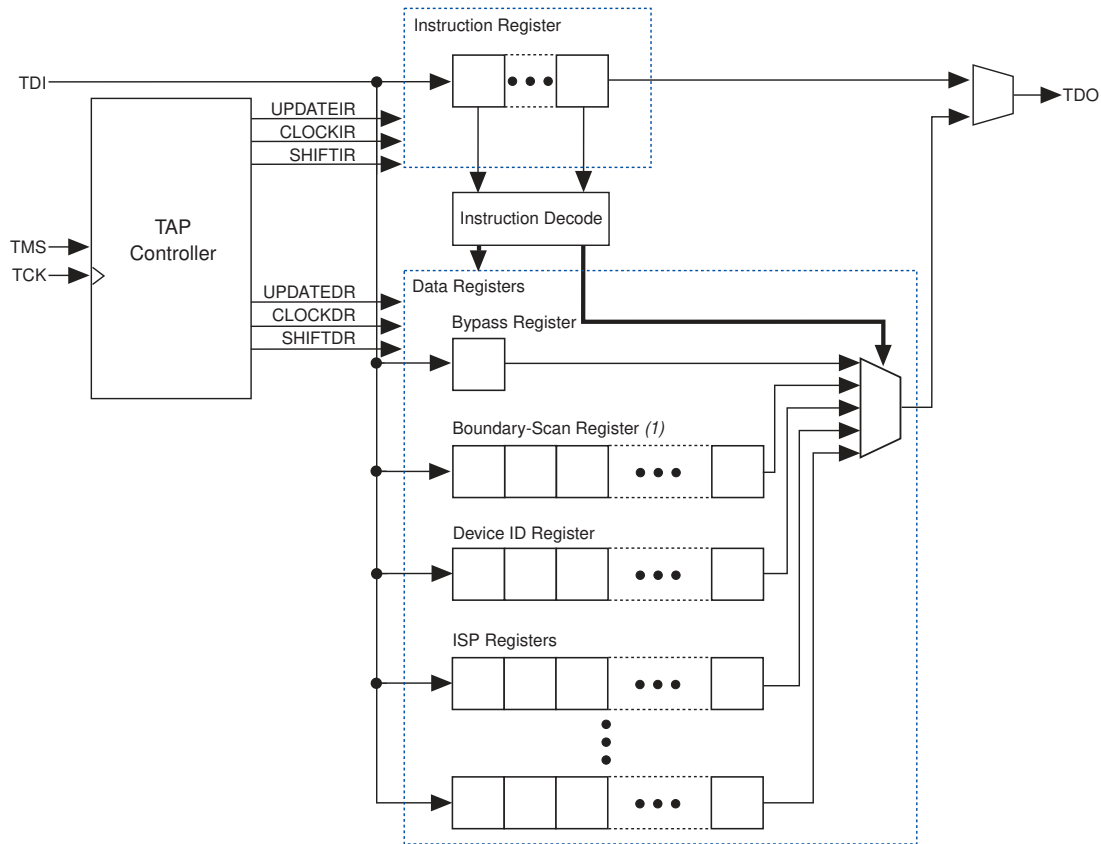 Instruction Register
TDI
TDO
UPDATEIR
CLOCKIR
SHIFTIR
TAP
Controller
Instruction Decode
TMS
TCK
Data Registers
UPDATEDR
CLOCKDR
SHIFTDR
Bypass Register
Boundary-Scan Register (1)
Device ID Register
ISP Registers